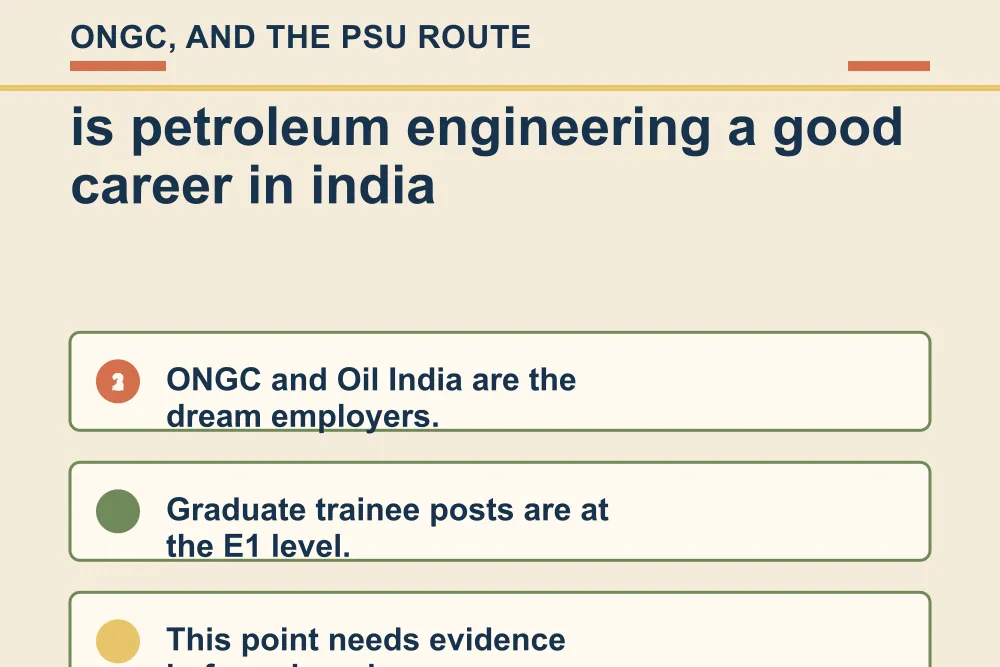 ONGC, AND THE PSU ROUTE
is petroleum engineering a good
career in india
ONGC and Oil India are the
dream employers.
Graduate trainee posts are at
the E1 level.
This point needs evidence